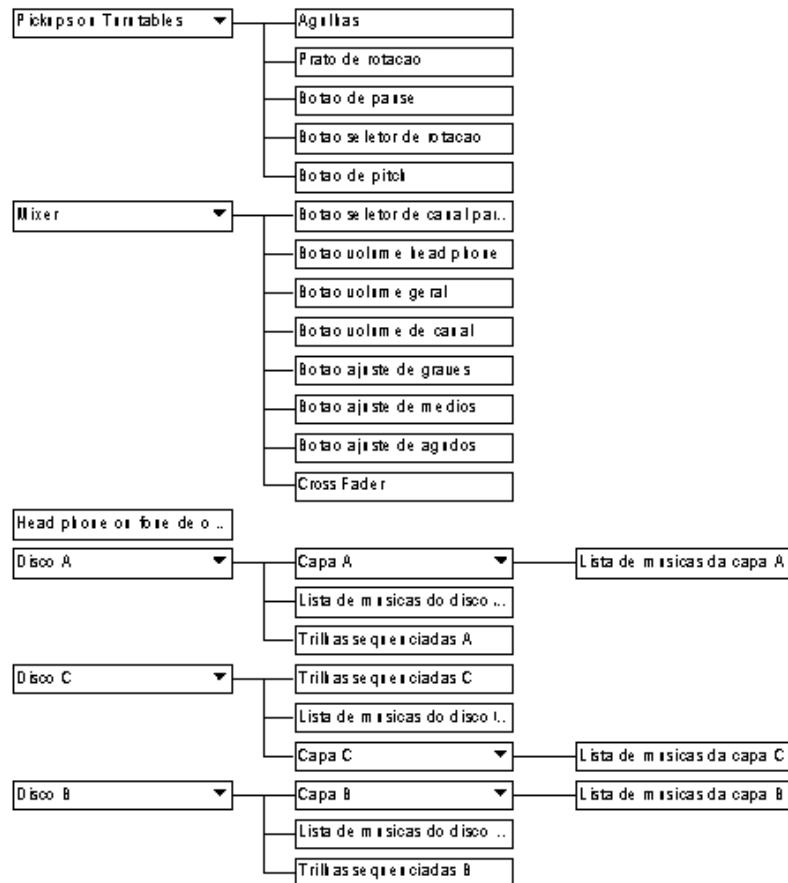 Pickups ou Turntables
Agulhas
Prato de rotacao
Botao de pause
Botao seletor de rotacao
Botao de pitch
Mixer
Botao seletor de canal par..
Botao volume head phone
Botao volume geral
Botao volume de canal
Botao ajuste de graves
Botao ajuste de medios
Botao ajuste de agudos
Cross Fader
Head phone ou fone de o ..
Disco A
Capa A
Lista de musicas da capa A
Lista de musicas do disco ...
Trilhas sequenciadas A
Disco C
Trilhas sequenciadas C
Lista de musicas do disco (..
Capa C
Lista de musicas da capa C
Disco B
Capa B
Lista de musicas da capa B
Lista de musicas do disco ..
Trilhas sequenciadas B